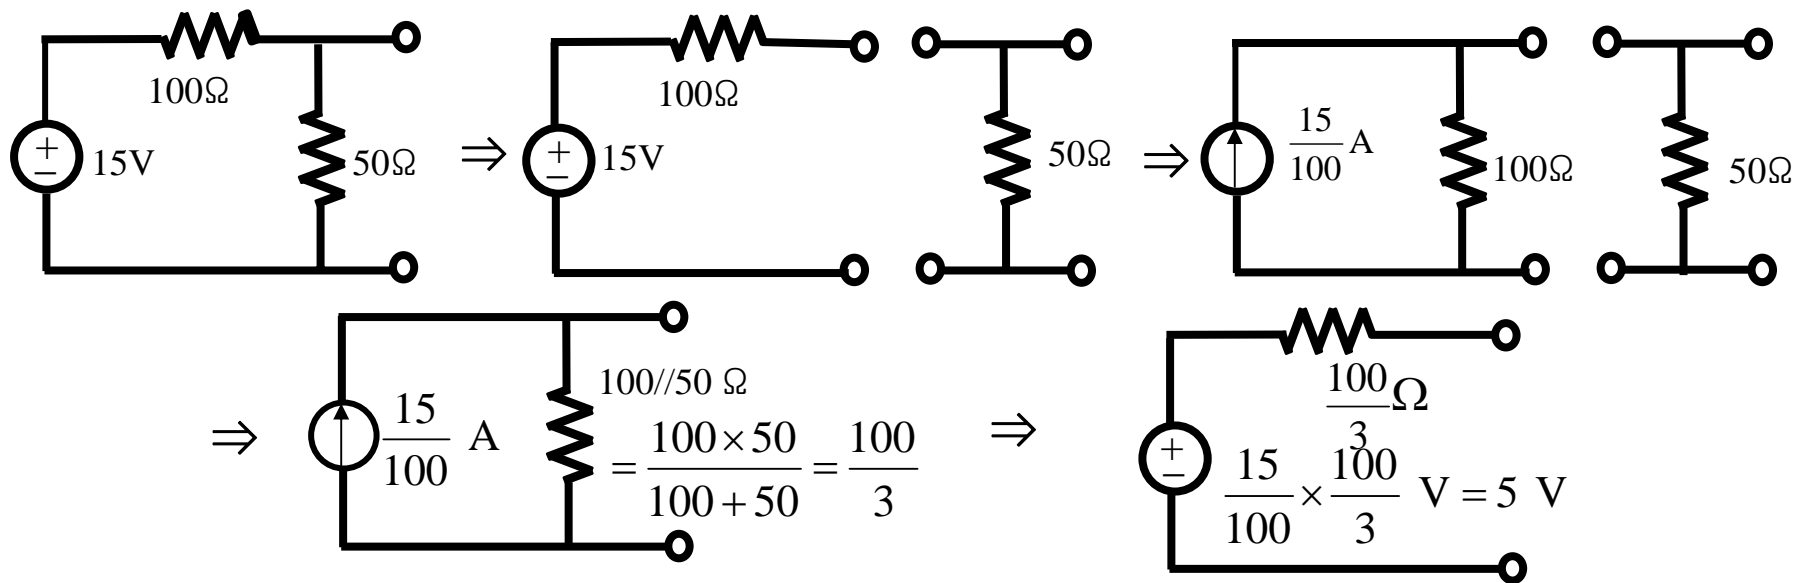 100Ω
15V
50Ω
⇒
100Ω
15V
50Ω
⇒
15/100 A
100Ω
50Ω
⇒
15/100 A
100//50 Ω
= (100×50)/(100+50) = 100/3
⇒
100/3 Ω
15/100 × 100/3 V = 5 V